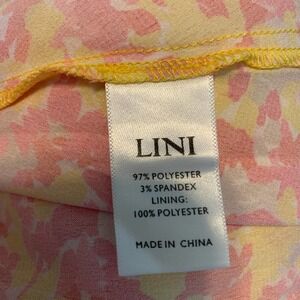 LINI
97% POLYESTER
3% SPANDEX
LINING:
100% POLYESTER
MADE IN CHINA